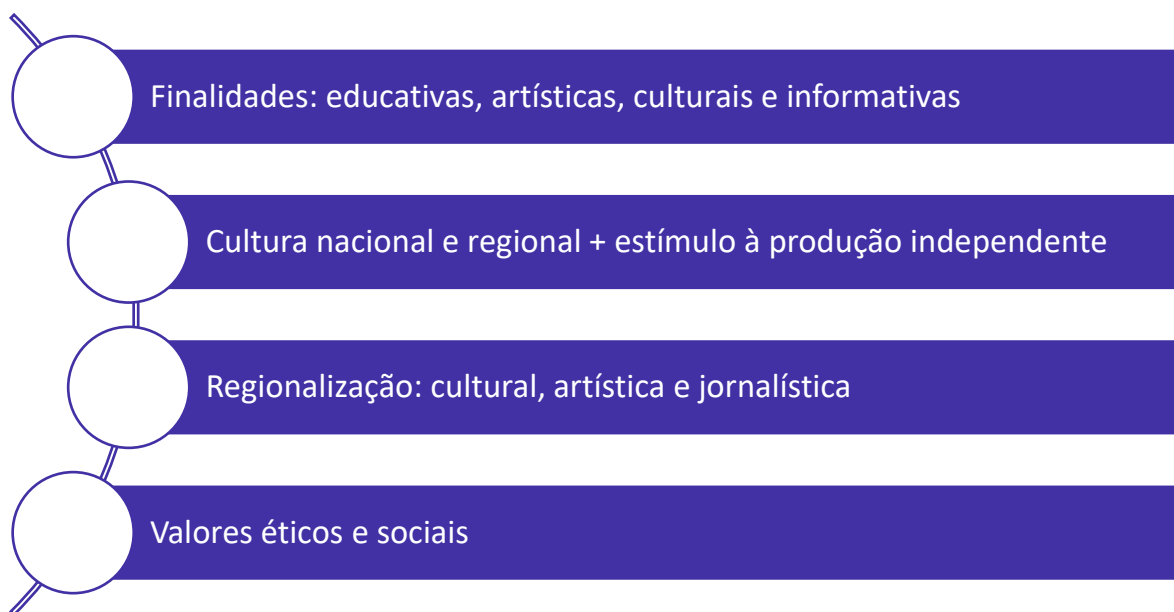 Finalidades: educativas, artísticas, culturais e informativas
Cultura nacional e regional + estímulo à produção independente
Regionalização: cultural, artística e jornalística
Valores éticos e sociais